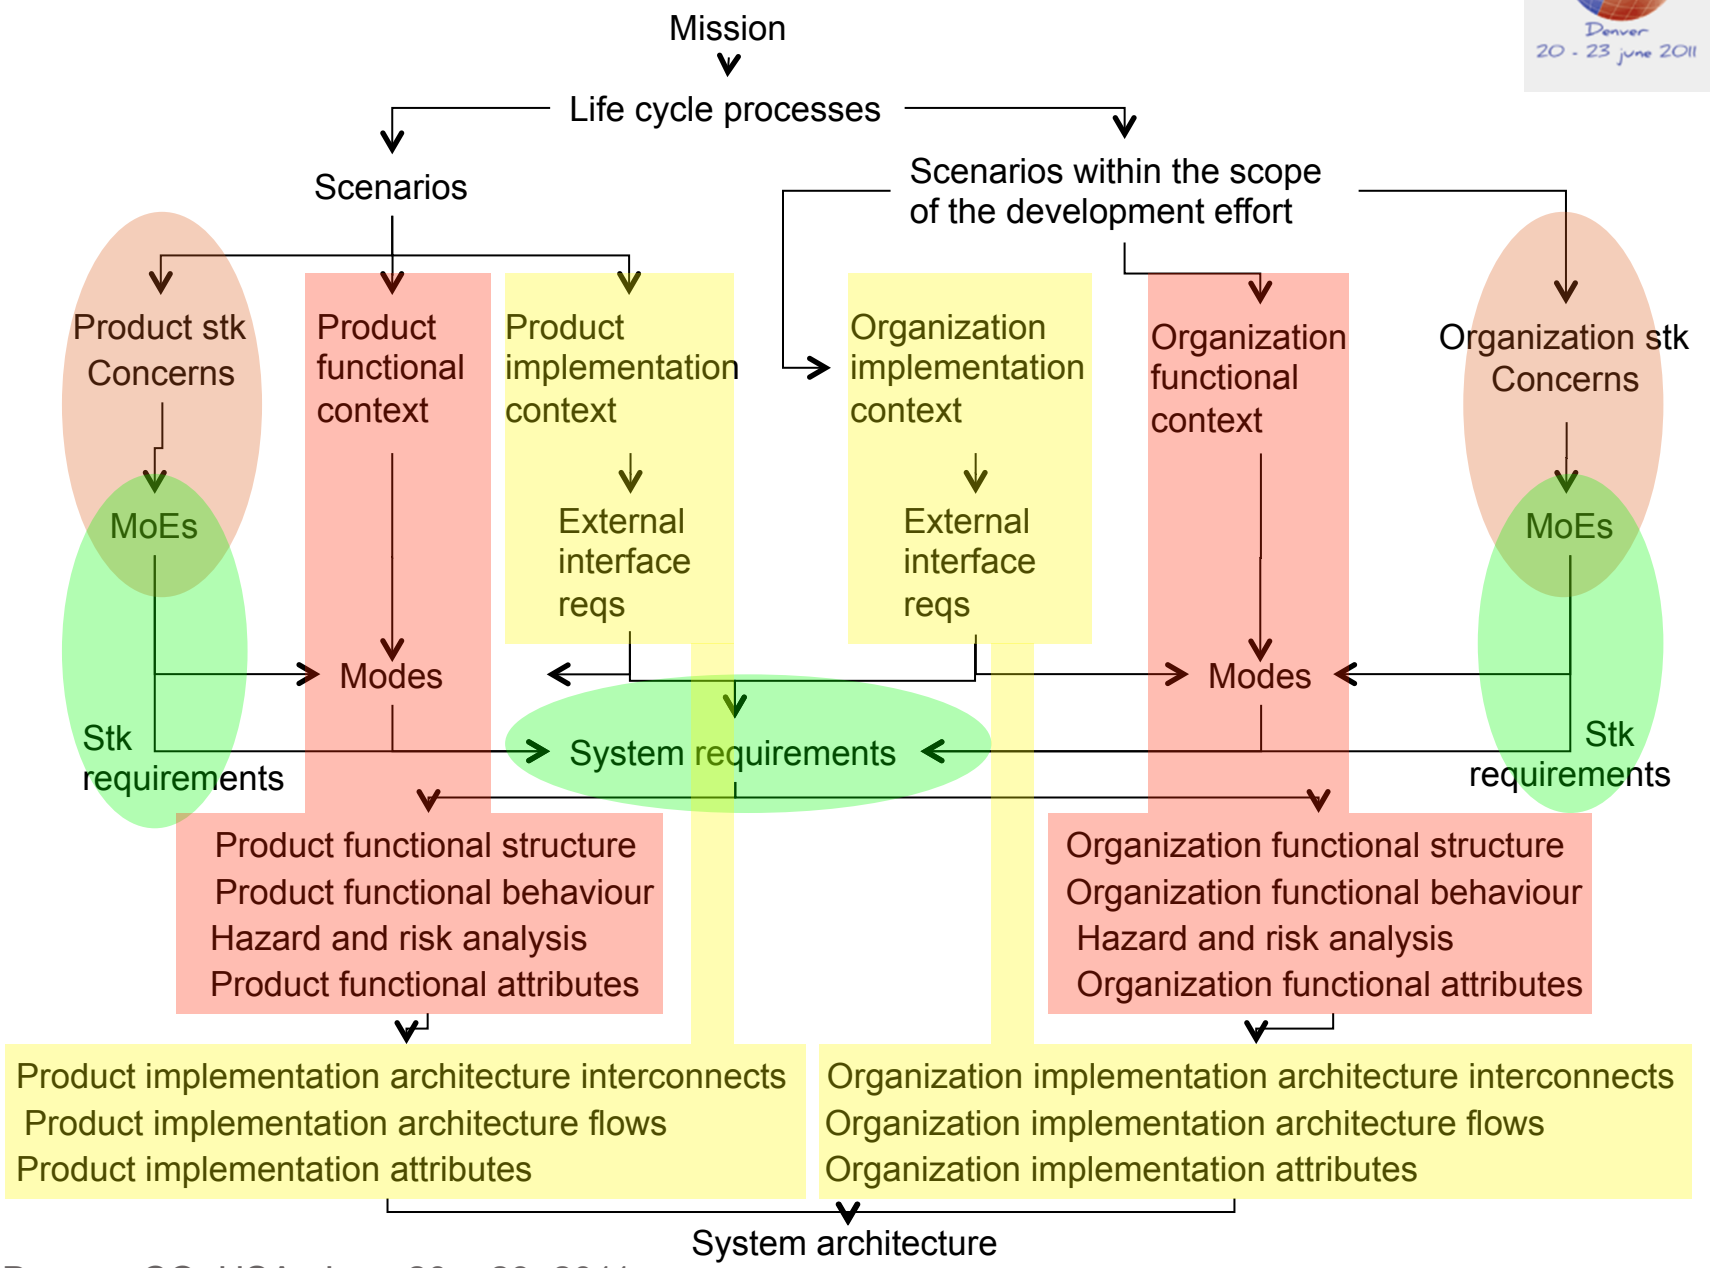 Denver
20 - 23 june 2011
Mission
Life cycle processes
Scenarios
Scenarios within the scope
of the development effort
Product stk
Concerns
Product
functional
context
Product
implementation
context
Organization
implementation
context
Organization
functional
context
Organization stk
Concerns
MoEs
External
interface
reqs
External
interface
reqs
MoEs
Modes
Modes
Stk
requirements
System requirements
Stk
requirements
Product functional structure
Product functional behaviour
Hazard and risk analysis
Product functional attributes
Organization functional structure
Organization functional behaviour
Hazard and risk analysis
Organization functional attributes
Product implementation architecture interconnects
Product implementation architecture flows
Product implementation attributes
Organization implementation architecture interconnects
Organization implementation architecture flows
Organization implementation attributes
System architecture